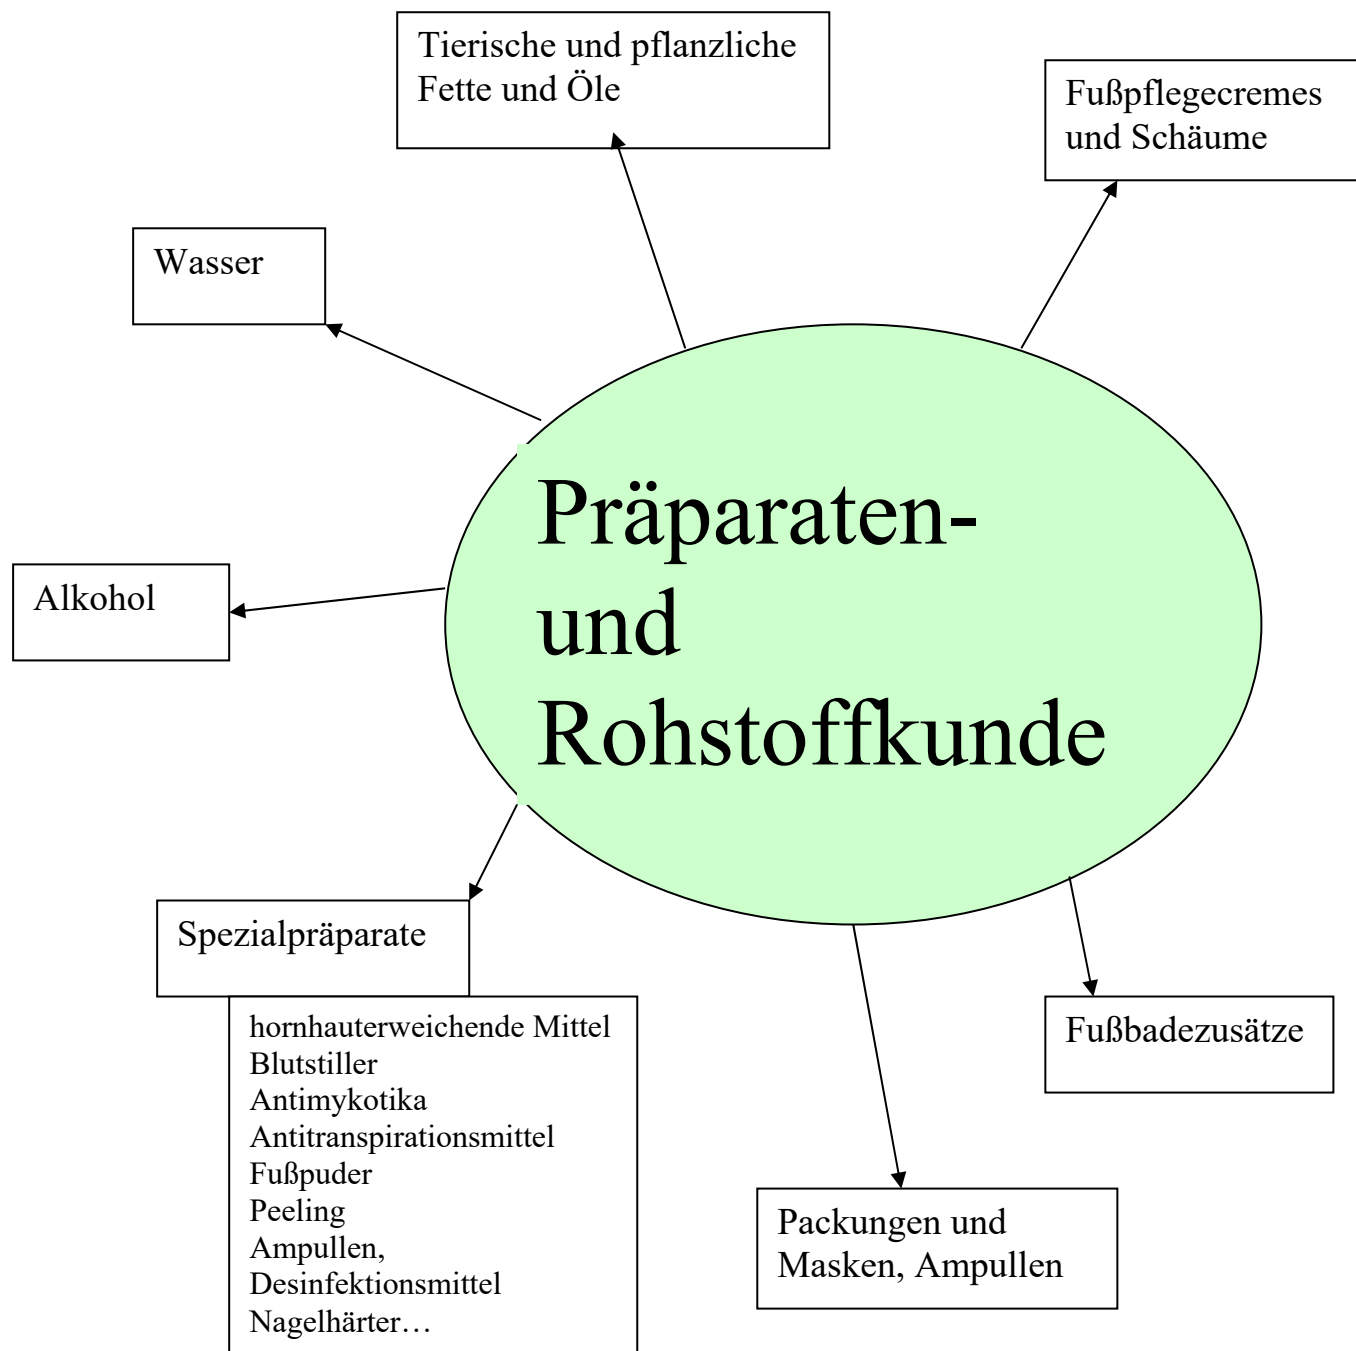 Tierische und pflanzliche
Fette und Öle
Fußpflegecremes
und Schäume
Wasser
Präparaten-
und
Rohstoffkunde
Alkohol
Spezialpräparate
hornhauterweichende Mittel
Blutstiller
Antimykotika
Antitranspirationsmittel
Fußpuder
Peeling
Ampullen,
Desinfektionsmittel
Nagelhärter…
Fußbadezusätze
Packungen und
Masken, Ampullen